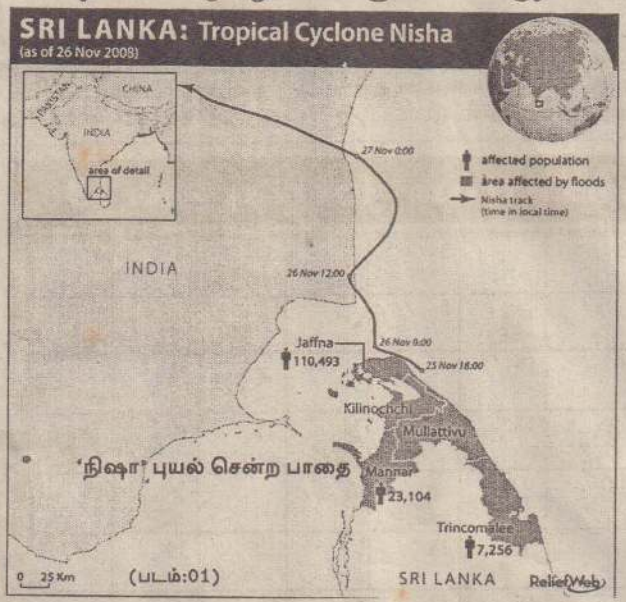 SRI LANKA: Tropical Cyclone Nisha
(as of 26 Nov 2008)
CHINA
PAKISTAN
INDIA
area of detail
27 Nov 0:00
affected population
area affected by floods
Nisha track
(time in local time)
INDIA
26 Nov 12:00
26 Nov 0:00
Jaffna
110,493
25 Nov 18:00
Kilinochchi
Mullattivu
'நிஷா' புயல் சென்ற பாதை
Mannar
23,104
Trincomalee
7,256
0 25 Km
(படம்:01)
SRI LANKA
ReliefWeb